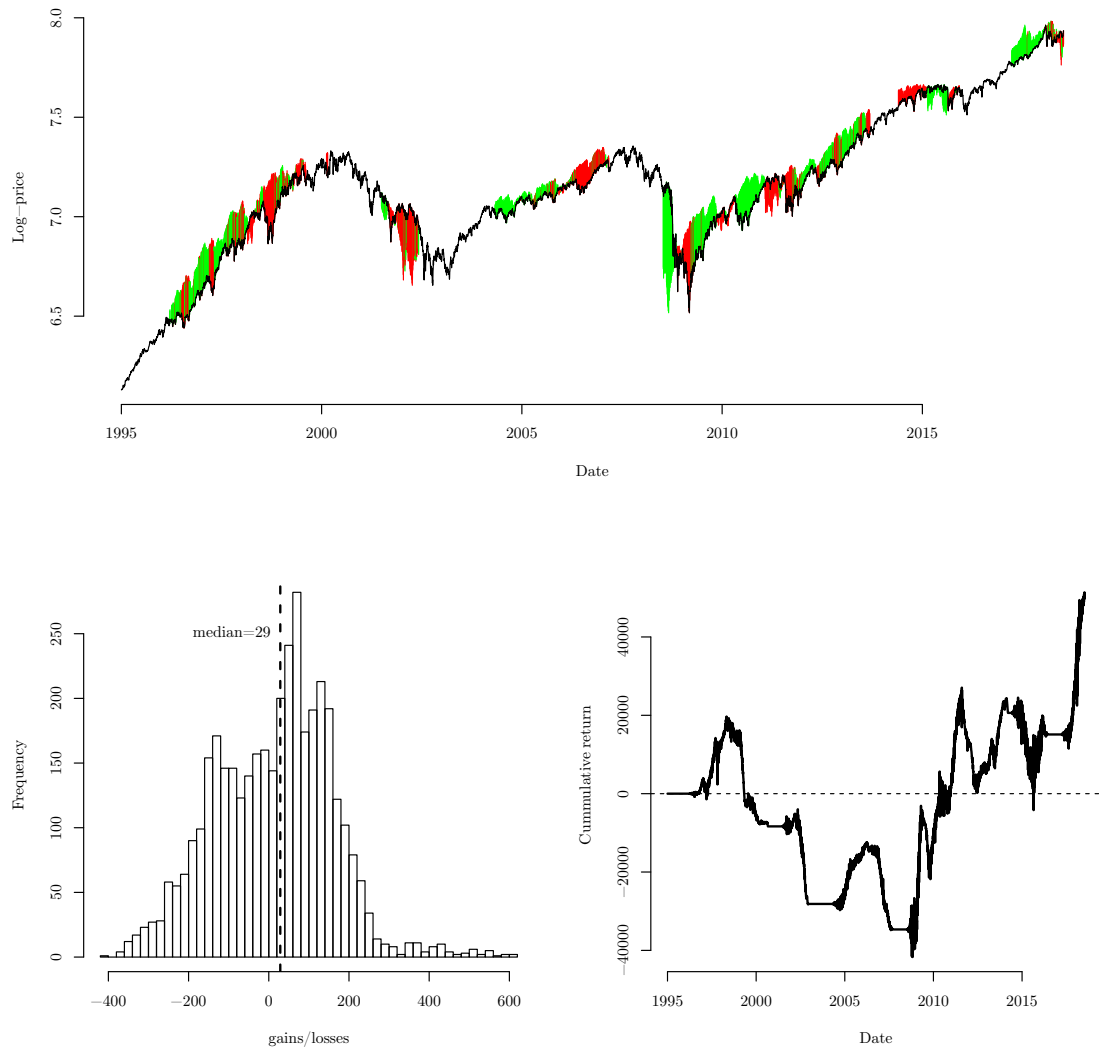 Log−price
8.0
7.5
7.0
6.5
1995 2000 2005 2010 2015
Date
Frequency
250
200
150
100
50
0
median=29
−400 −200 0 200 400 600
gains/losses
Cummulative return
40000
20000
0
−20000
−40000
1995 2000 2005 2010 2015
Date